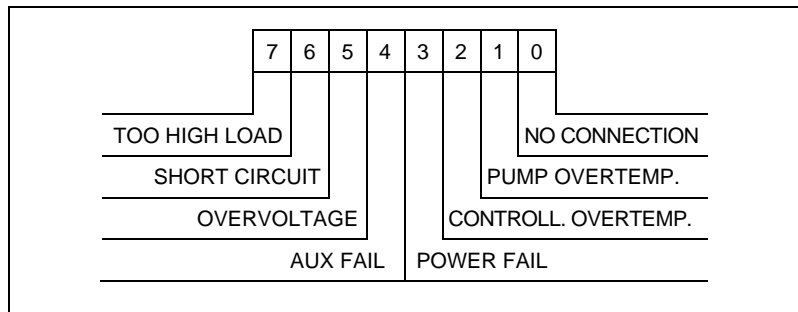 7 6 5 4 3 2 1 0
TOO HIGH LOAD NO CONNECTION
SHORT CIRCUIT PUMP OVERTEMP.
OVERVOLTAGE CONTROLL. OVERTEMP.
AUX FAIL POWER FAIL